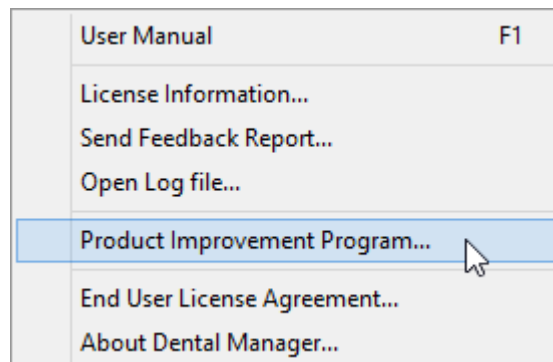 User Manual F1
License Information...
Send Feedback Report...
Open Log file...
Product Improvement Program...
End User License Agreement...
About Dental Manager...